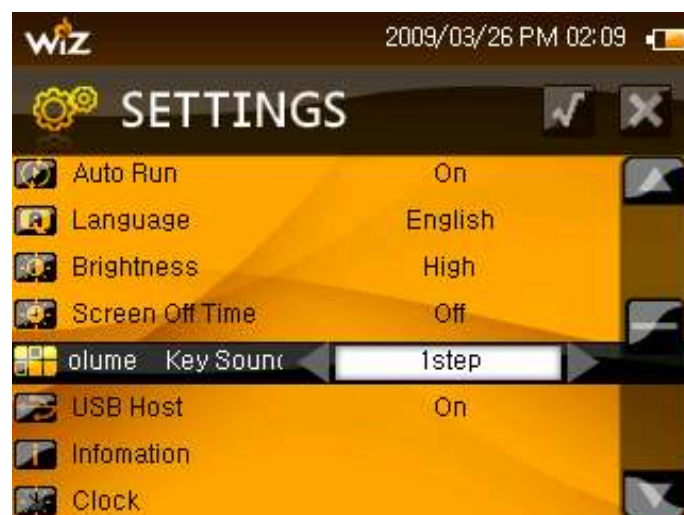 WiZ 2009/03/26 PM 02:09
SETTINGS
Auto Run On
Language English
Brightness High
Screen Off Time Off
olume Key Soun 1step
USB Host On
Infomation
Clock